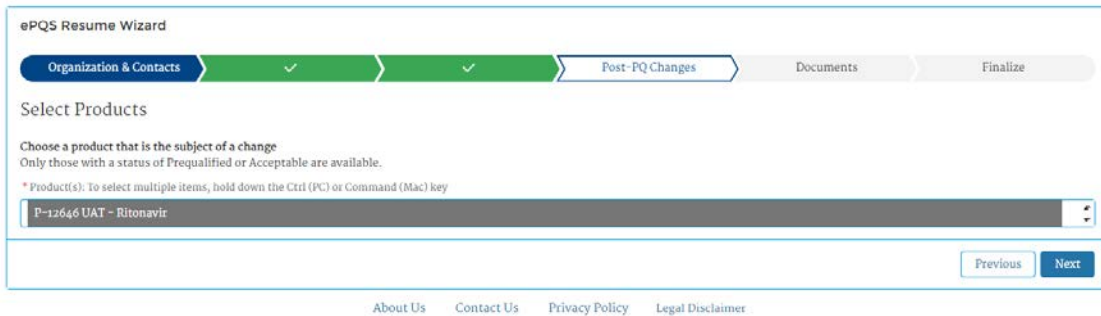 ePQS Resume Wizard
Organization & Contacts Post-PQ Changes Documents Finalize
Select Products
Choose a product that is the subject of a change
Only those with a status of Prequalified or Acceptable are available.
* Product(s): To select multiple items, hold down the Ctrl (PC) or Command (Mac) key
P-12646 UAT - Ritonavir
Previous Next
About Us Contact Us Privacy Policy Legal Disclaimer